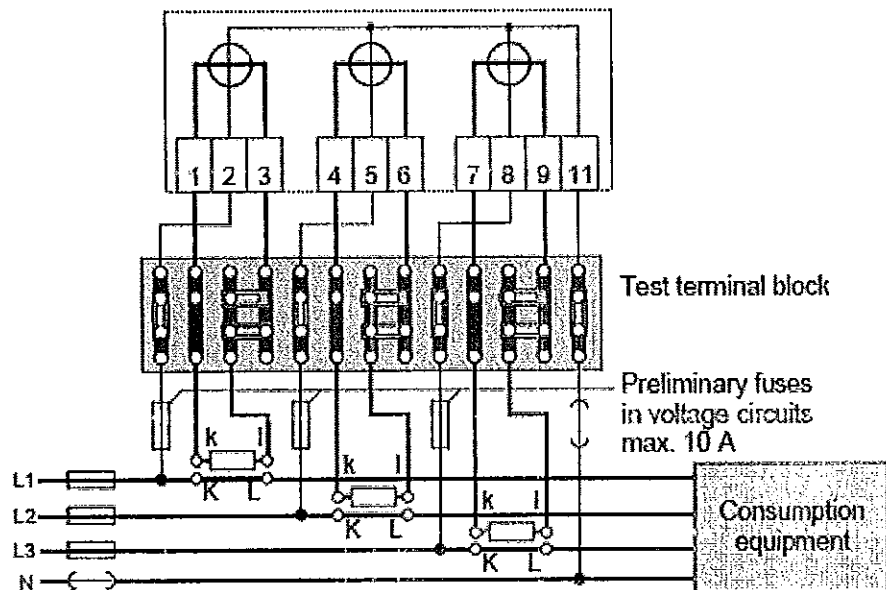 1 2 3 4 5 6 7 8 9 11
Test terminal block
Preliminary fuses
in voltage circuits
max. 10 A
k l
L1
K L
k l
L2
K L
k l
L3
K L
N
Consumption
equipment